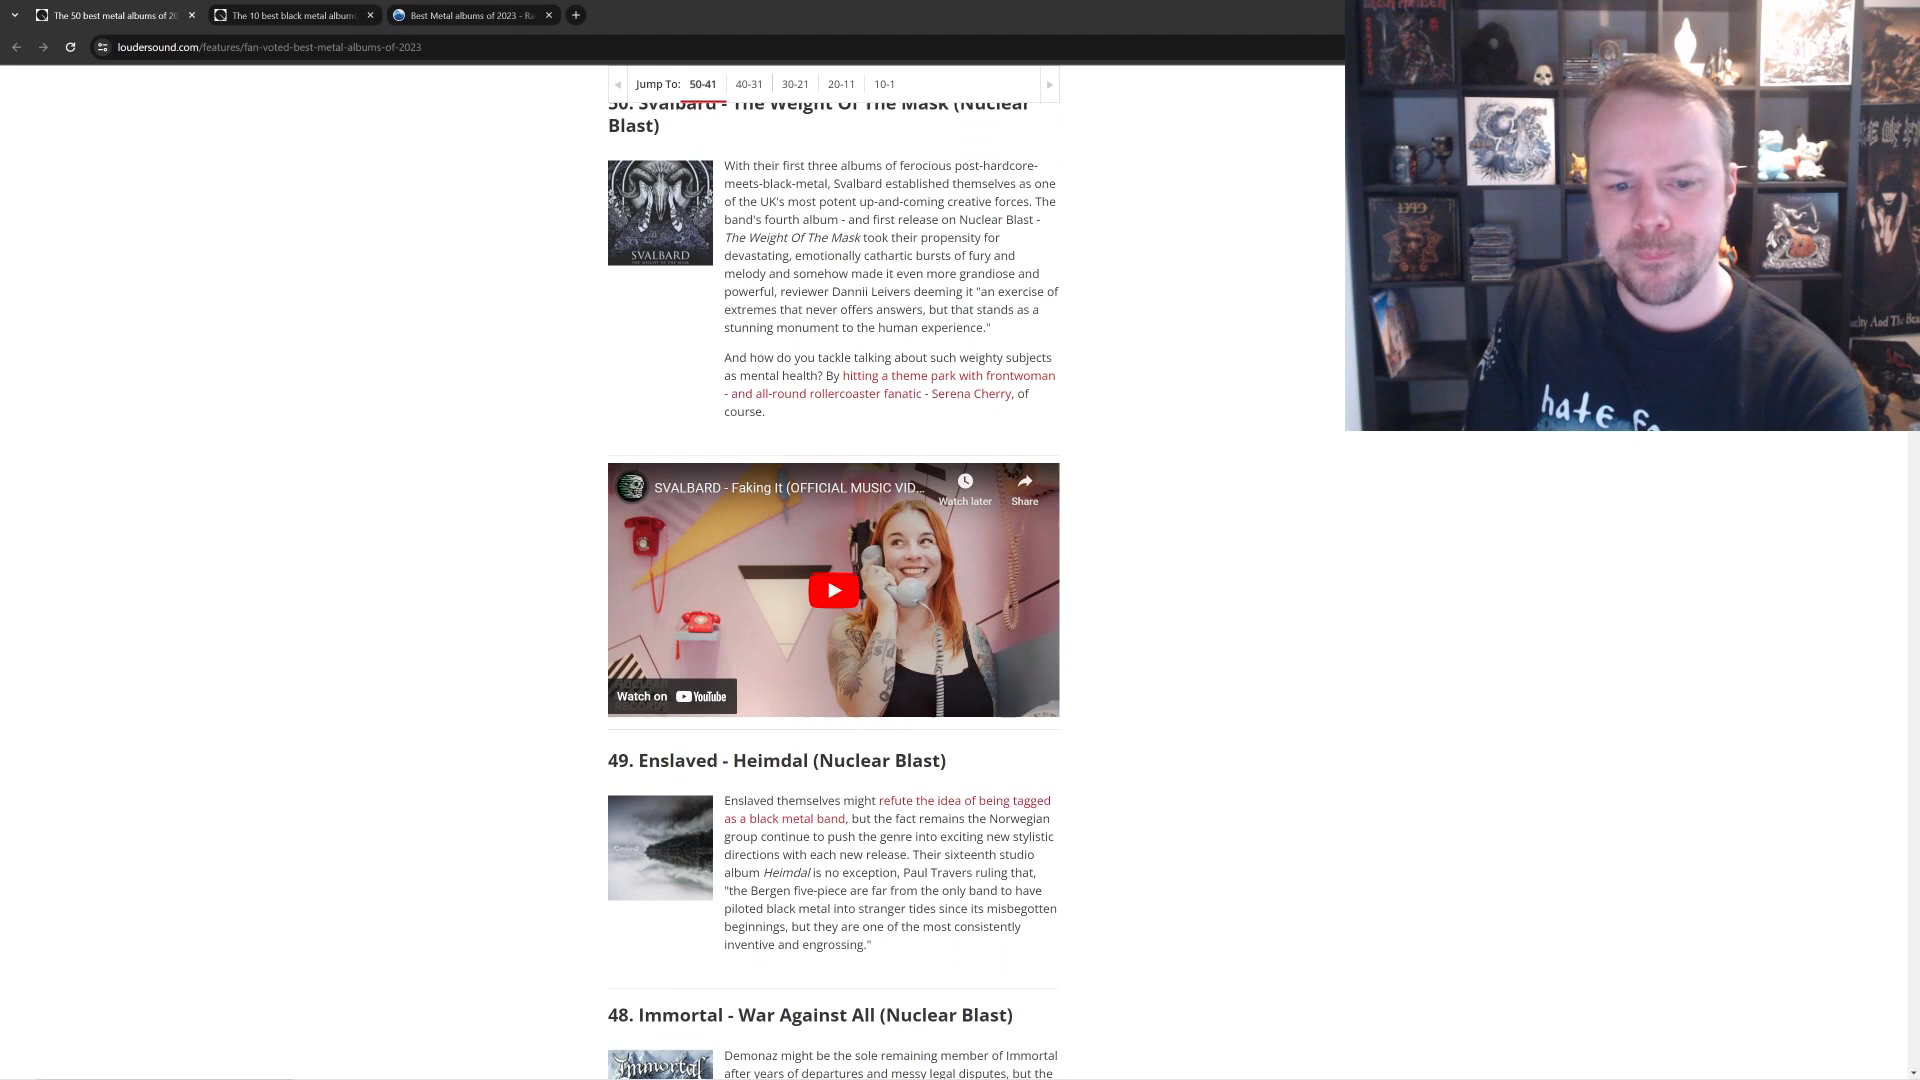 The 50 best metal albums of 20
The 10 best black metal albums
Best Metal albums of 2023 - Ra
loudersound.com/features/fan-voted-best-metal-albums-of-2023
Jump To: 50-41 40-31 30-21 20-11 10-1
50. Svalbard - The Weight Of The Mask (Nuclear
Blast)
SVALBARD
With their first three albums of ferocious post-hardcore-
meets-black-metal, Svalbard established themselves as one
of the UK's most potent up-and-coming creative forces. The
band's fourth album - and first release on Nuclear Blast -
The Weight Of The Mask took their propensity for
devastating, emotionally cathartic bursts of fury and
melody and somehow made it even more grandiose and
powerful, reviewer Dannii Leivers deeming it "an exercise of
extremes that never offers answers, but that stands as a
stunning monument to the human experience."
And how do you tackle talking about such weighty subjects
as mental health? By hitting a theme park with frontwoman
- and all-round rollercoaster fanatic - Serena Cherry, of
course.
SVALBARD - Faking It (OFFICIAL MUSIC VID...
Watch later
Share
Watch on YouTube
RECORDS
49. Enslaved - Heimdal (Nuclear Blast)
Enslaved themselves might refute the idea of being tagged
as a black metal band, but the fact remains the Norwegian
group continue to push the genre into exciting new stylistic
directions with each new release. Their sixteenth studio
album Heimdal is no exception, Paul Travers ruling that,
"the Bergen five-piece are far from the only band to have
piloted black metal into stranger tides since its misbegotten
beginnings, but they are one of the most consistently
inventive and engrossing."
48. Immortal - War Against All (Nuclear Blast)
Immortal
Demonaz might be the sole remaining member of Immortal
after years of departures and messy legal disputes, but the
hate